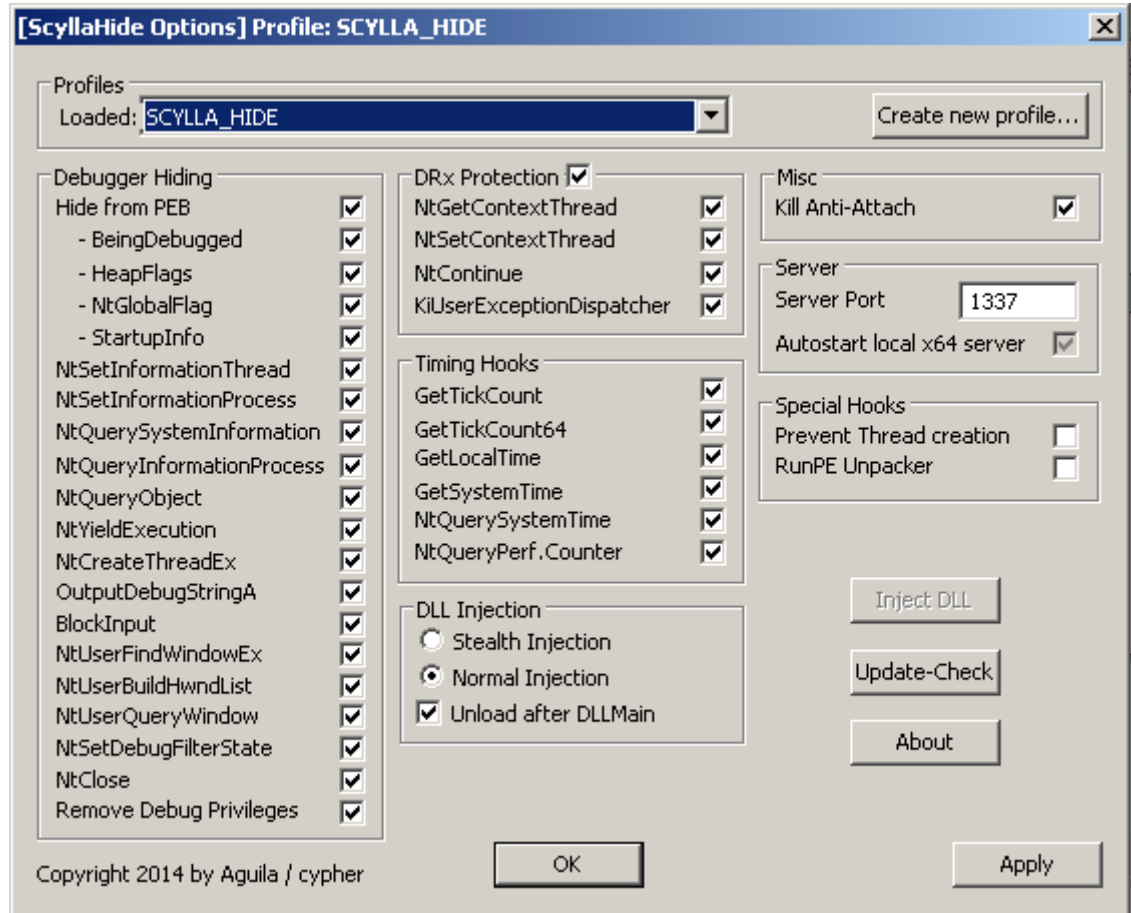 [ScyllaHide Options] Profile: SCYLLA_HIDE
Profiles
Loaded: SCYLLA_HIDE
Create new profile...
Debugger Hiding
Hide from PEB
- BeingDebugged
- HeapFlags
- NtGlobalFlag
- StartupInfo
NtSetInformationThread
NtSetInformationProcess
NtQuerySystemInformation
NtQueryInformationProcess
NtQueryObject
NtYieldExecution
NtCreateThreadEx
OutputDebugStringA
BlockInput
NtUserFindWindowEx
NtUserBuildHwndList
NtUserQueryWindow
NtSetDebugFilterState
NtClose
Remove Debug Privileges
DRx Protection
NtGetContextThread
NtSetContextThread
NtContinue
KiUserExceptionDispatcher
Timing Hooks
GetTickCount
GetTickCount64
GetLocalTime
GetSystemTime
NtQuerySystemTime
NtQueryPerf.Counter
DLL Injection
Stealth Injection
Normal Injection
Unload after DLLMain
Misc
Kill Anti-Attach
Server
Server Port 1337
Autostart local x64 server
Special Hooks
Prevent Thread creation
RunPE Unpacker
Inject DLL
Update-Check
About
Copyright 2014 by Aguila / cypher
OK
Apply